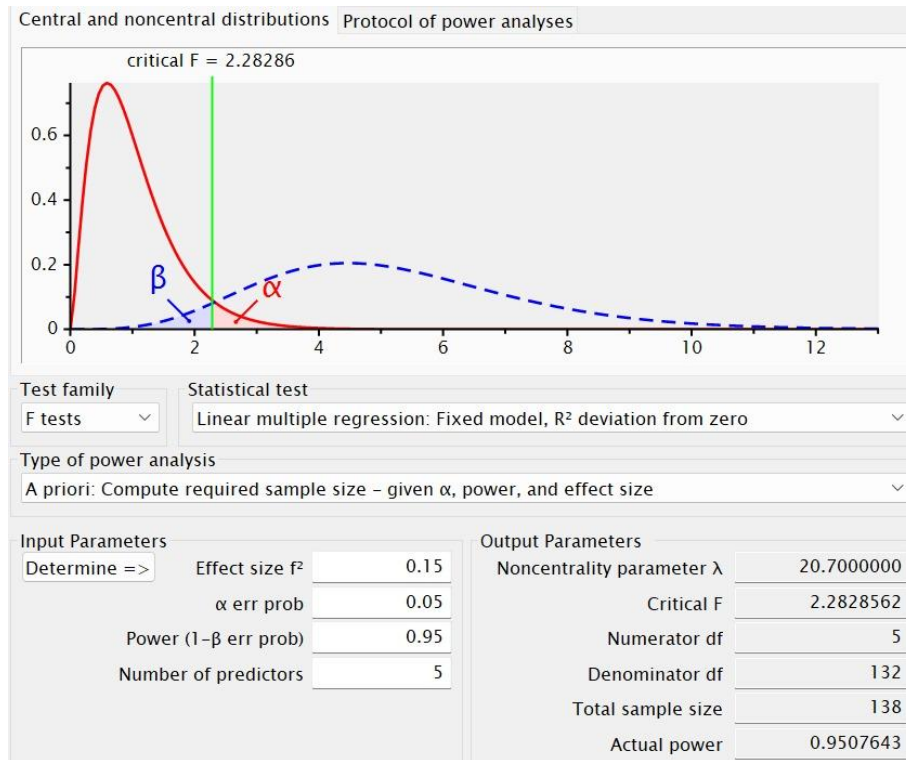 Central and noncentral distributions Protocol of power analyses
critical F = 2.28286
0.6
0.4
0.2
0
β
α
0 2 4 6 8 10 12
Test family Statistical test
F tests Linear multiple regression: Fixed model, R² deviation from zero
Type of power analysis
A priori: Compute required sample size – given α, power, and effect size
Input Parameters Output Parameters
Determine => Effect size f² 0.15 Noncentrality parameter λ 20.7000000
α err prob 0.05 Critical F 2.2828562
Power (1-β err prob) 0.95 Numerator df 5
Number of predictors 5 Denominator df 132
Total sample size 138
Actual power 0.9507643